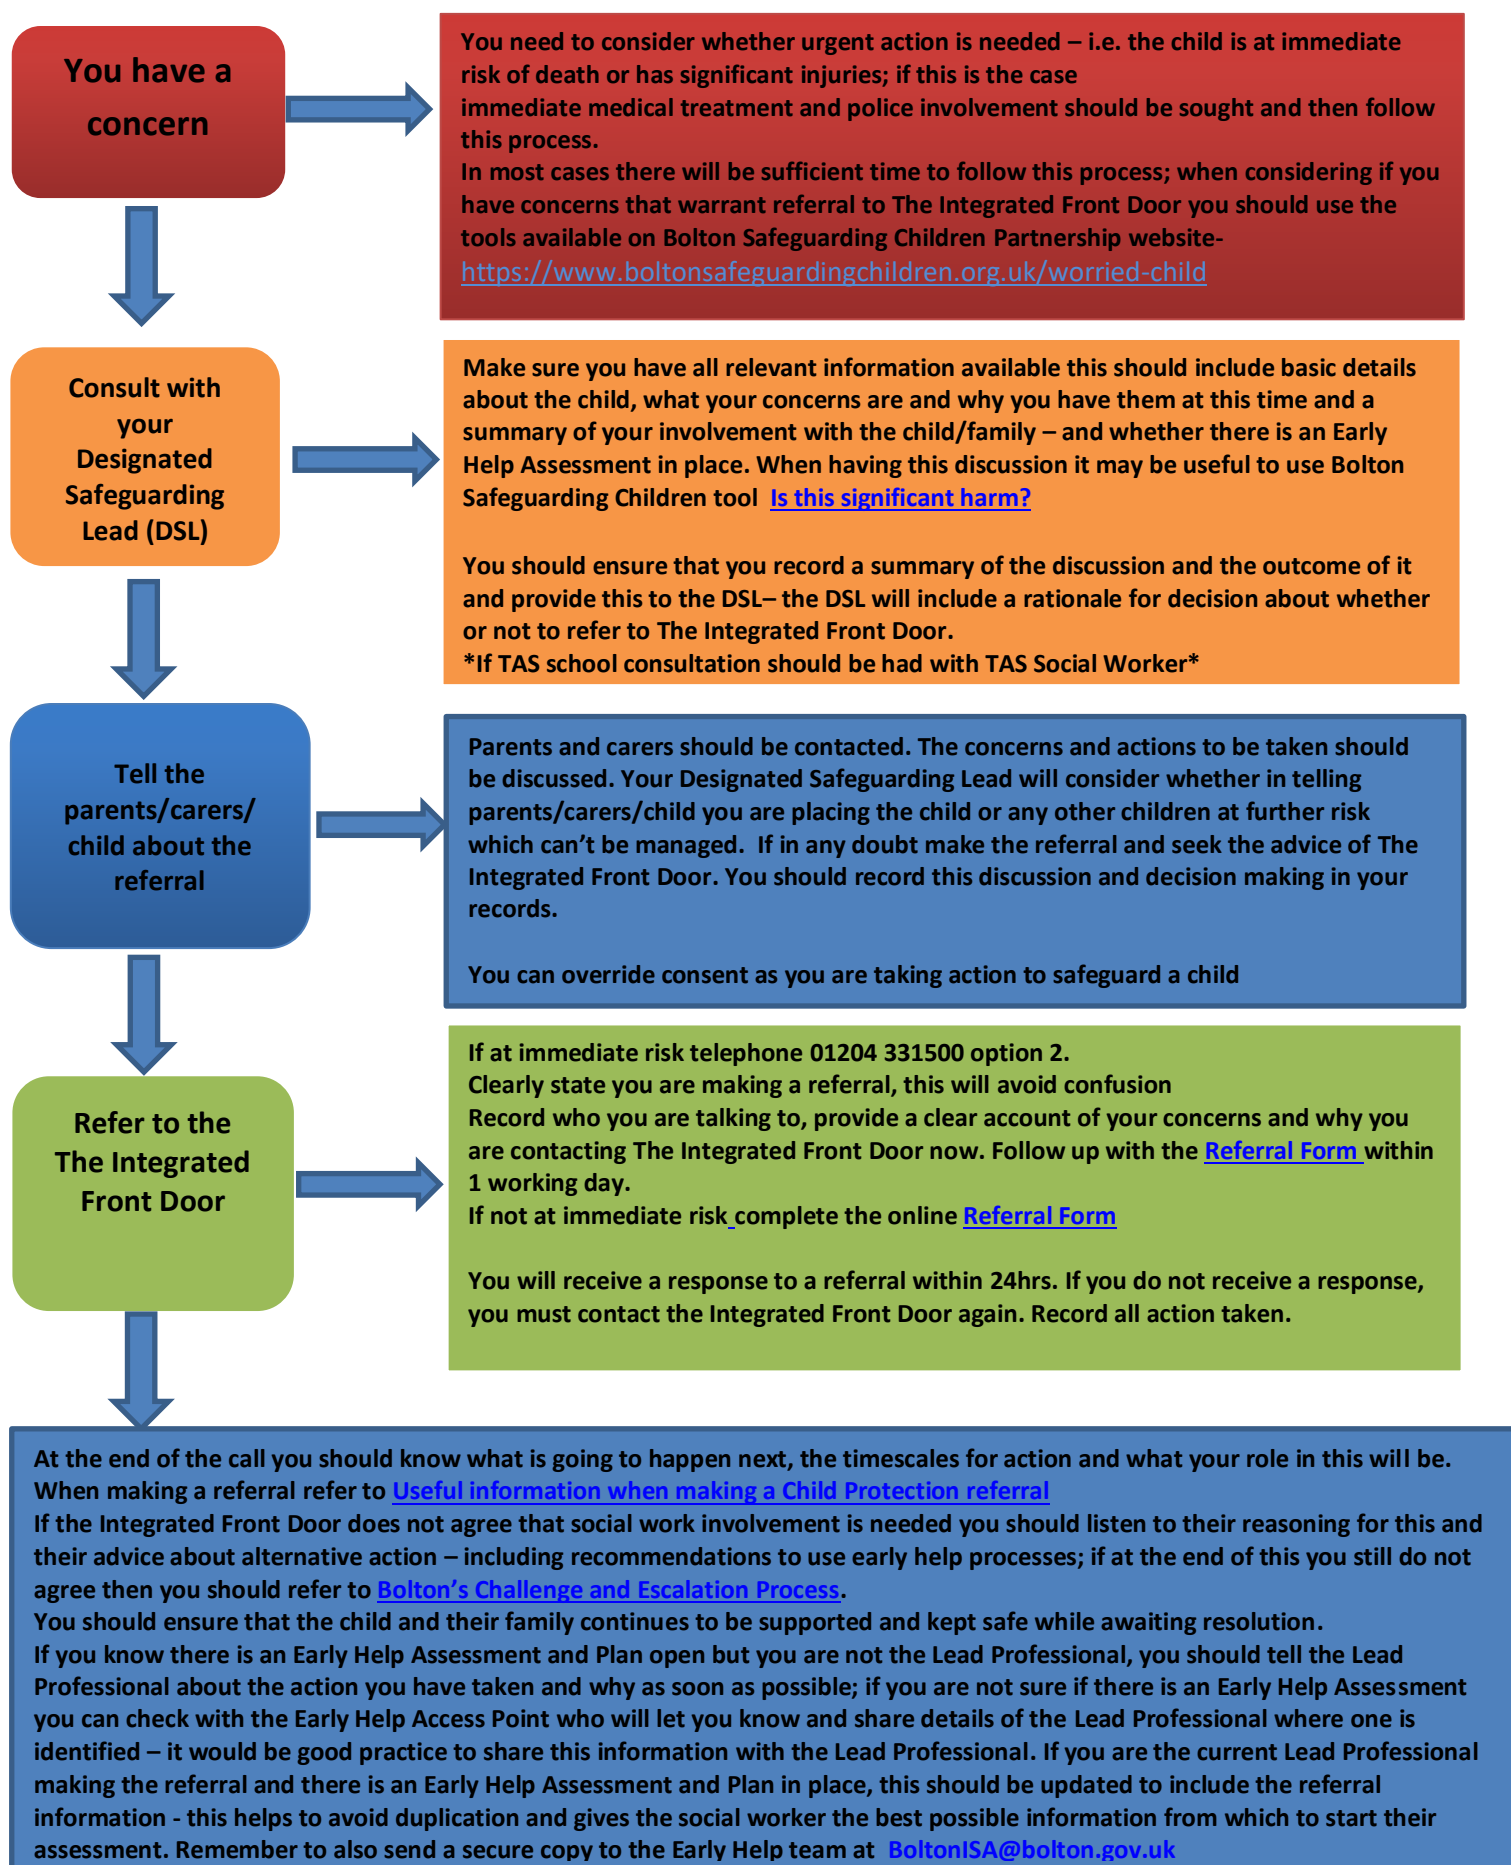 You have a
concern
You need to consider whether urgent action is needed – i.e. the child is at immediate
risk of death or has significant injuries; if this is the case
immediate medical treatment and police involvement should be sought and then follow
this process.
In most cases there will be sufficient time to follow this process; when considering if you
have concerns that warrant referral to The Integrated Front Door you should use the
tools available on Bolton Safeguarding Children Partnership website-
https://www.boltonsafeguardingchildren.org.uk/worried-child
Consult with
your
Designated
Safeguarding
Lead (DSL)
Make sure you have all relevant information available this should include basic details
about the child, what your concerns are and why you have them at this time and a
summary of your involvement with the child/family – and whether there is an Early
Help Assessment in place. When having this discussion it may be useful to use Bolton
Safeguarding Children tool Is this significant harm?
You should ensure that you record a summary of the discussion and the outcome of it
and provide this to the DSL– the DSL will include a rationale for decision about whether
or not to refer to The Integrated Front Door.
*If TAS school consultation should be had with TAS Social Worker*
Tell the
parents/carers/
child about the
referral
Parents and carers should be contacted. The concerns and actions to be taken should
be discussed. Your Designated Safeguarding Lead will consider whether in telling
parents/carers/child you are placing the child or any other children at further risk
which can't be managed. If in any doubt make the referral and seek the advice of The
Integrated Front Door. You should record this discussion and decision making in your
records.
You can override consent as you are taking action to safeguard a child
Refer to the
The Integrated
Front Door
If at immediate risk telephone 01204 331500 option 2.
Clearly state you are making a referral, this will avoid confusion
Record who you are talking to, provide a clear account of your concerns and why you
are contacting The Integrated Front Door now. Follow up with the Referral Form within
1 working day.
If not at immediate risk complete the online Referral Form
You will receive a response to a referral within 24hrs. If you do not receive a response,
you must contact the Integrated Front Door again. Record all action taken.
At the end of the call you should know what is going to happen next, the timescales for action and what your role in this will be.
When making a referral refer to Useful information when making a Child Protection referral
If the Integrated Front Door does not agree that social work involvement is needed you should listen to their reasoning for this and
their advice about alternative action – including recommendations to use early help processes; if at the end of this you still do not
agree then you should refer to Bolton's Challenge and Escalation Process.
You should ensure that the child and their family continues to be supported and kept safe while awaiting resolution.
If you know there is an Early Help Assessment and Plan open but you are not the Lead Professional, you should tell the Lead
Professional about the action you have taken and why as soon as possible; if you are not sure if there is an Early Help Assessment
you can check with the Early Help Access Point who will let you know and share details of the Lead Professional where one is
identified – it would be good practice to share this information with the Lead Professional. If you are the current Lead Professional
making the referral and there is an Early Help Assessment and Plan in place, this should be updated to include the referral
information - this helps to avoid duplication and gives the social worker the best possible information from which to start their
assessment. Remember to also send a secure copy to the Early Help team at BoltonISA@bolton.gov.uk